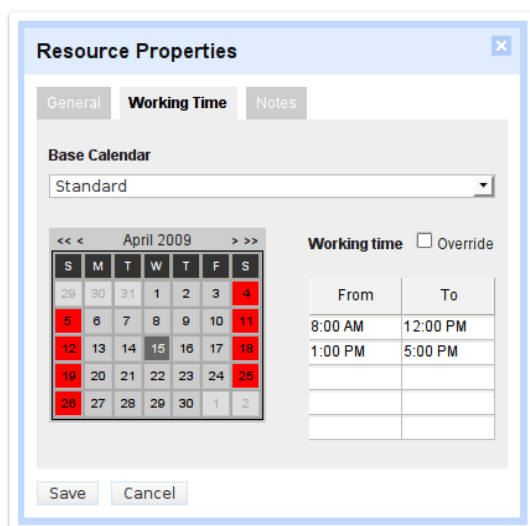 Resource Properties
General Working Time Notes
Base Calendar
Standard
<< < April 2009 > >>
S M T W T F S
29 30 31 1 2 3 4
5 6 7 8 9 10 11
12 13 14 15 16 17 18
19 20 21 22 23 24 25
26 27 28 29 30 1 2
Working time Override
From To
8:00 AM 12:00 PM
1:00 PM 5:00 PM
Save Cancel